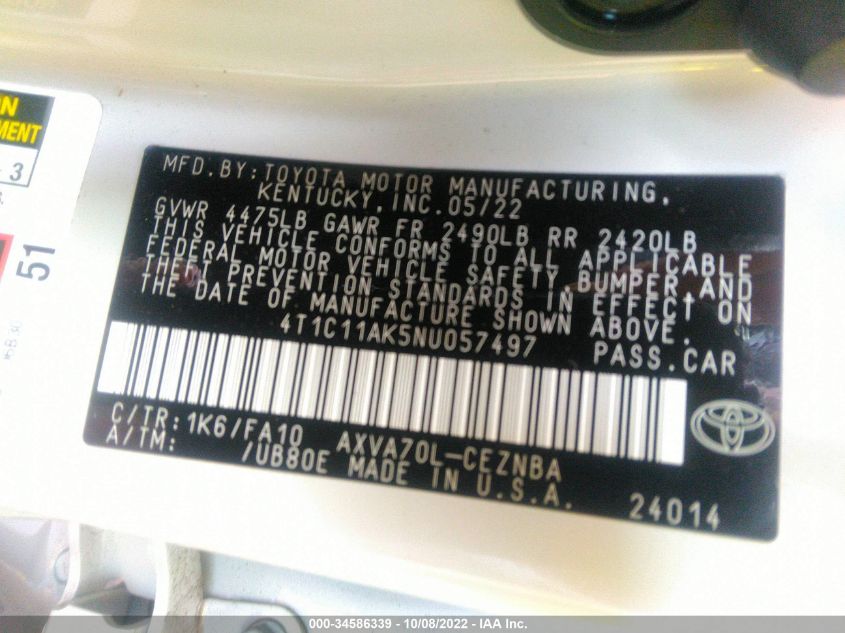 ON
MENT
3
51
MFD.BY:TOYOTA MOTOR MANUFACTURING,
KENTUCKY,INC.05/22
GVWR 4475LB GAWR FR 2490LB RR 2420LB
THIS VEHICLE CONFORMS TO ALL APPLICABLE
FEDERAL MOTOR VEHICLE SAFETY BUMPER,AND
THEFT PREVENTION STANDARDS IN EFFECT ON
THE DATE OF MANUFACTURE SHOWN ABOVE.
4T1C11AK5NU057497 PASS.CAR
C/TR:1K6/FA10 AXVA70L-CEZNBA
A/TM: /UB80E MADE IN U.S.A.
24014
000-34586339 - 10/08/2022 - IAA Inc.